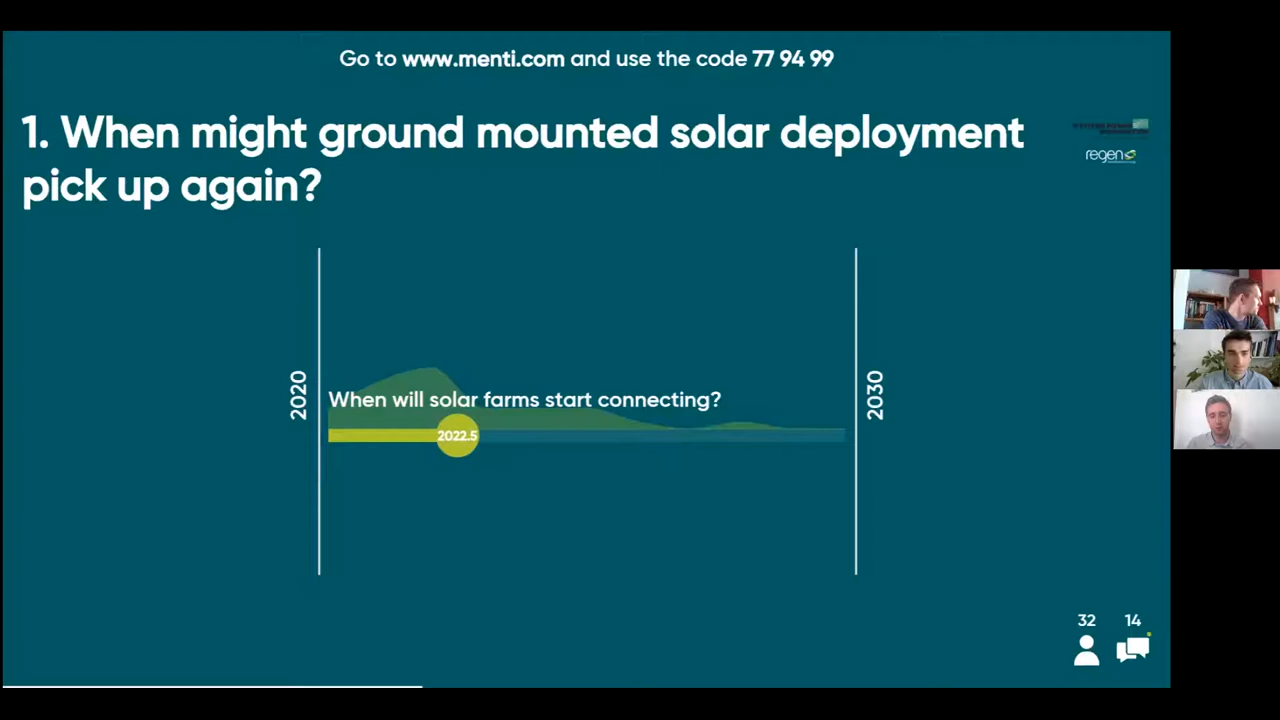 Go to www.menti.com and use the code 77 94 99
1. When might ground mounted solar deployment
pick up again?
regen
2020
When will solar farms start connecting?
2022.5
2030
32
14